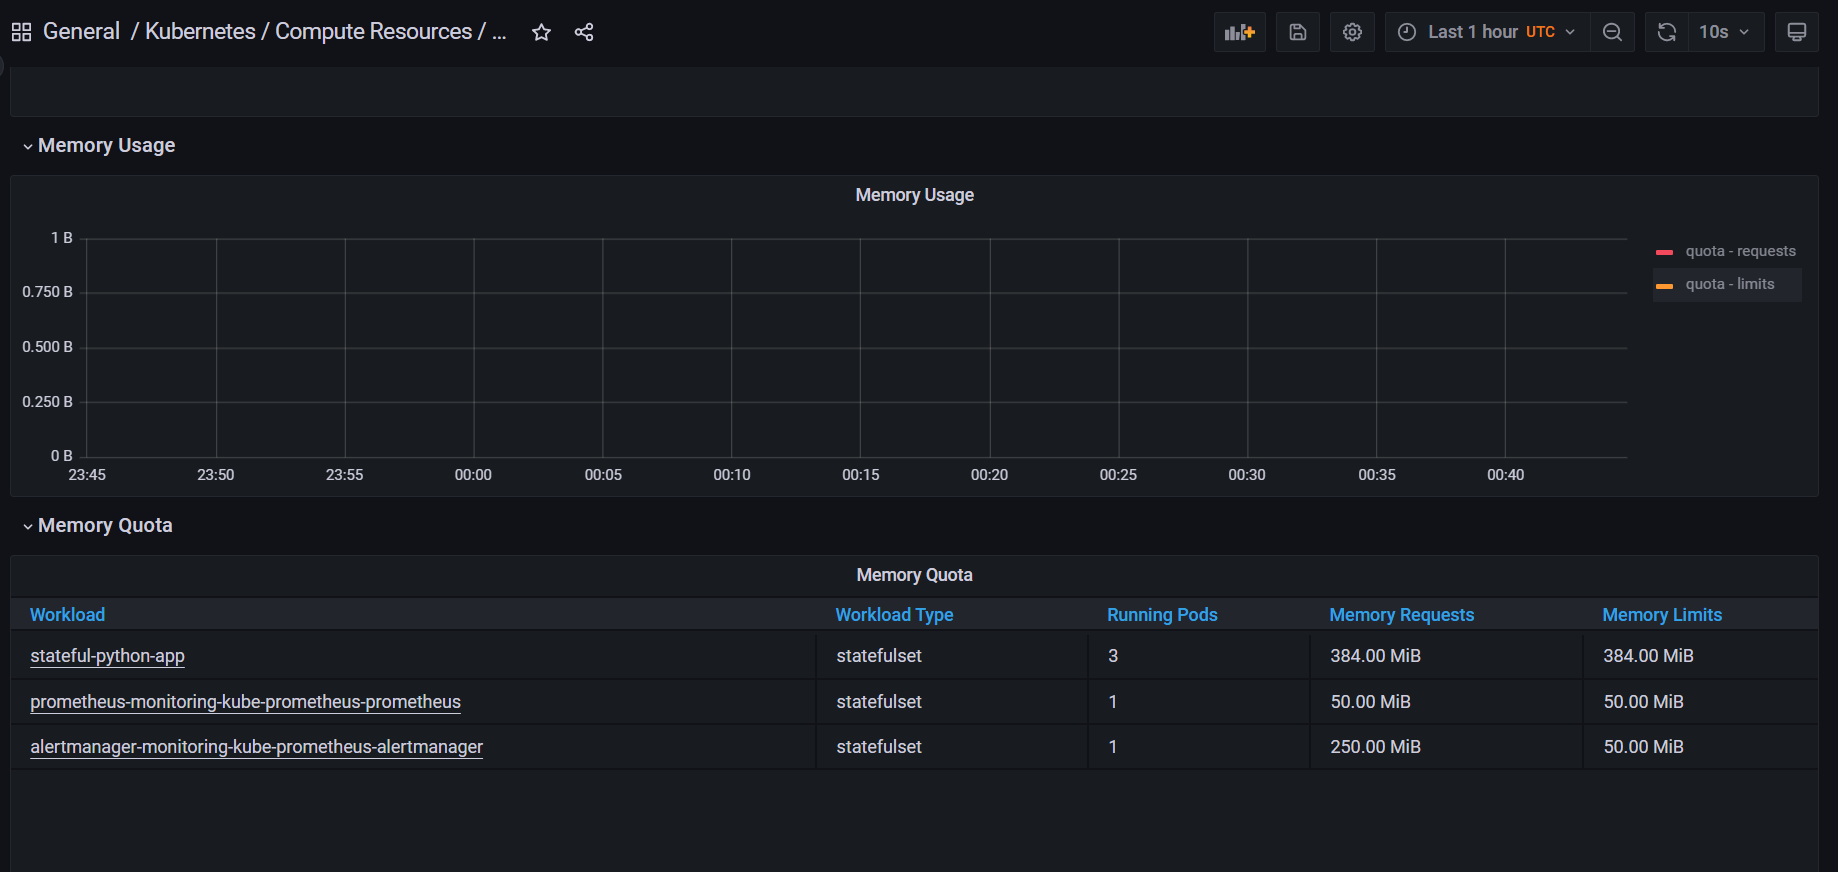 General / Kubernetes / Compute Resources / ...
Last 1 hour UTC
10s
Memory Usage
Memory Usage
1 B
0.750 B
0.500 B
0.250 B
0 B
23:45 23:50 23:55 00:00 00:05 00:10 00:15 00:20 00:25 00:30 00:35 00:40
quota - requests
quota - limits
Memory Quota
Memory Quota
Workload Workload Type Running Pods Memory Requests Memory Limits
stateful-python-app statefulset 3 384.00 MiB 384.00 MiB
prometheus-monitoring-kube-prometheus-prometheus statefulset 1 50.00 MiB 50.00 MiB
alertmanager-monitoring-kube-prometheus-alertmanager statefulset 1 250.00 MiB 50.00 MiB